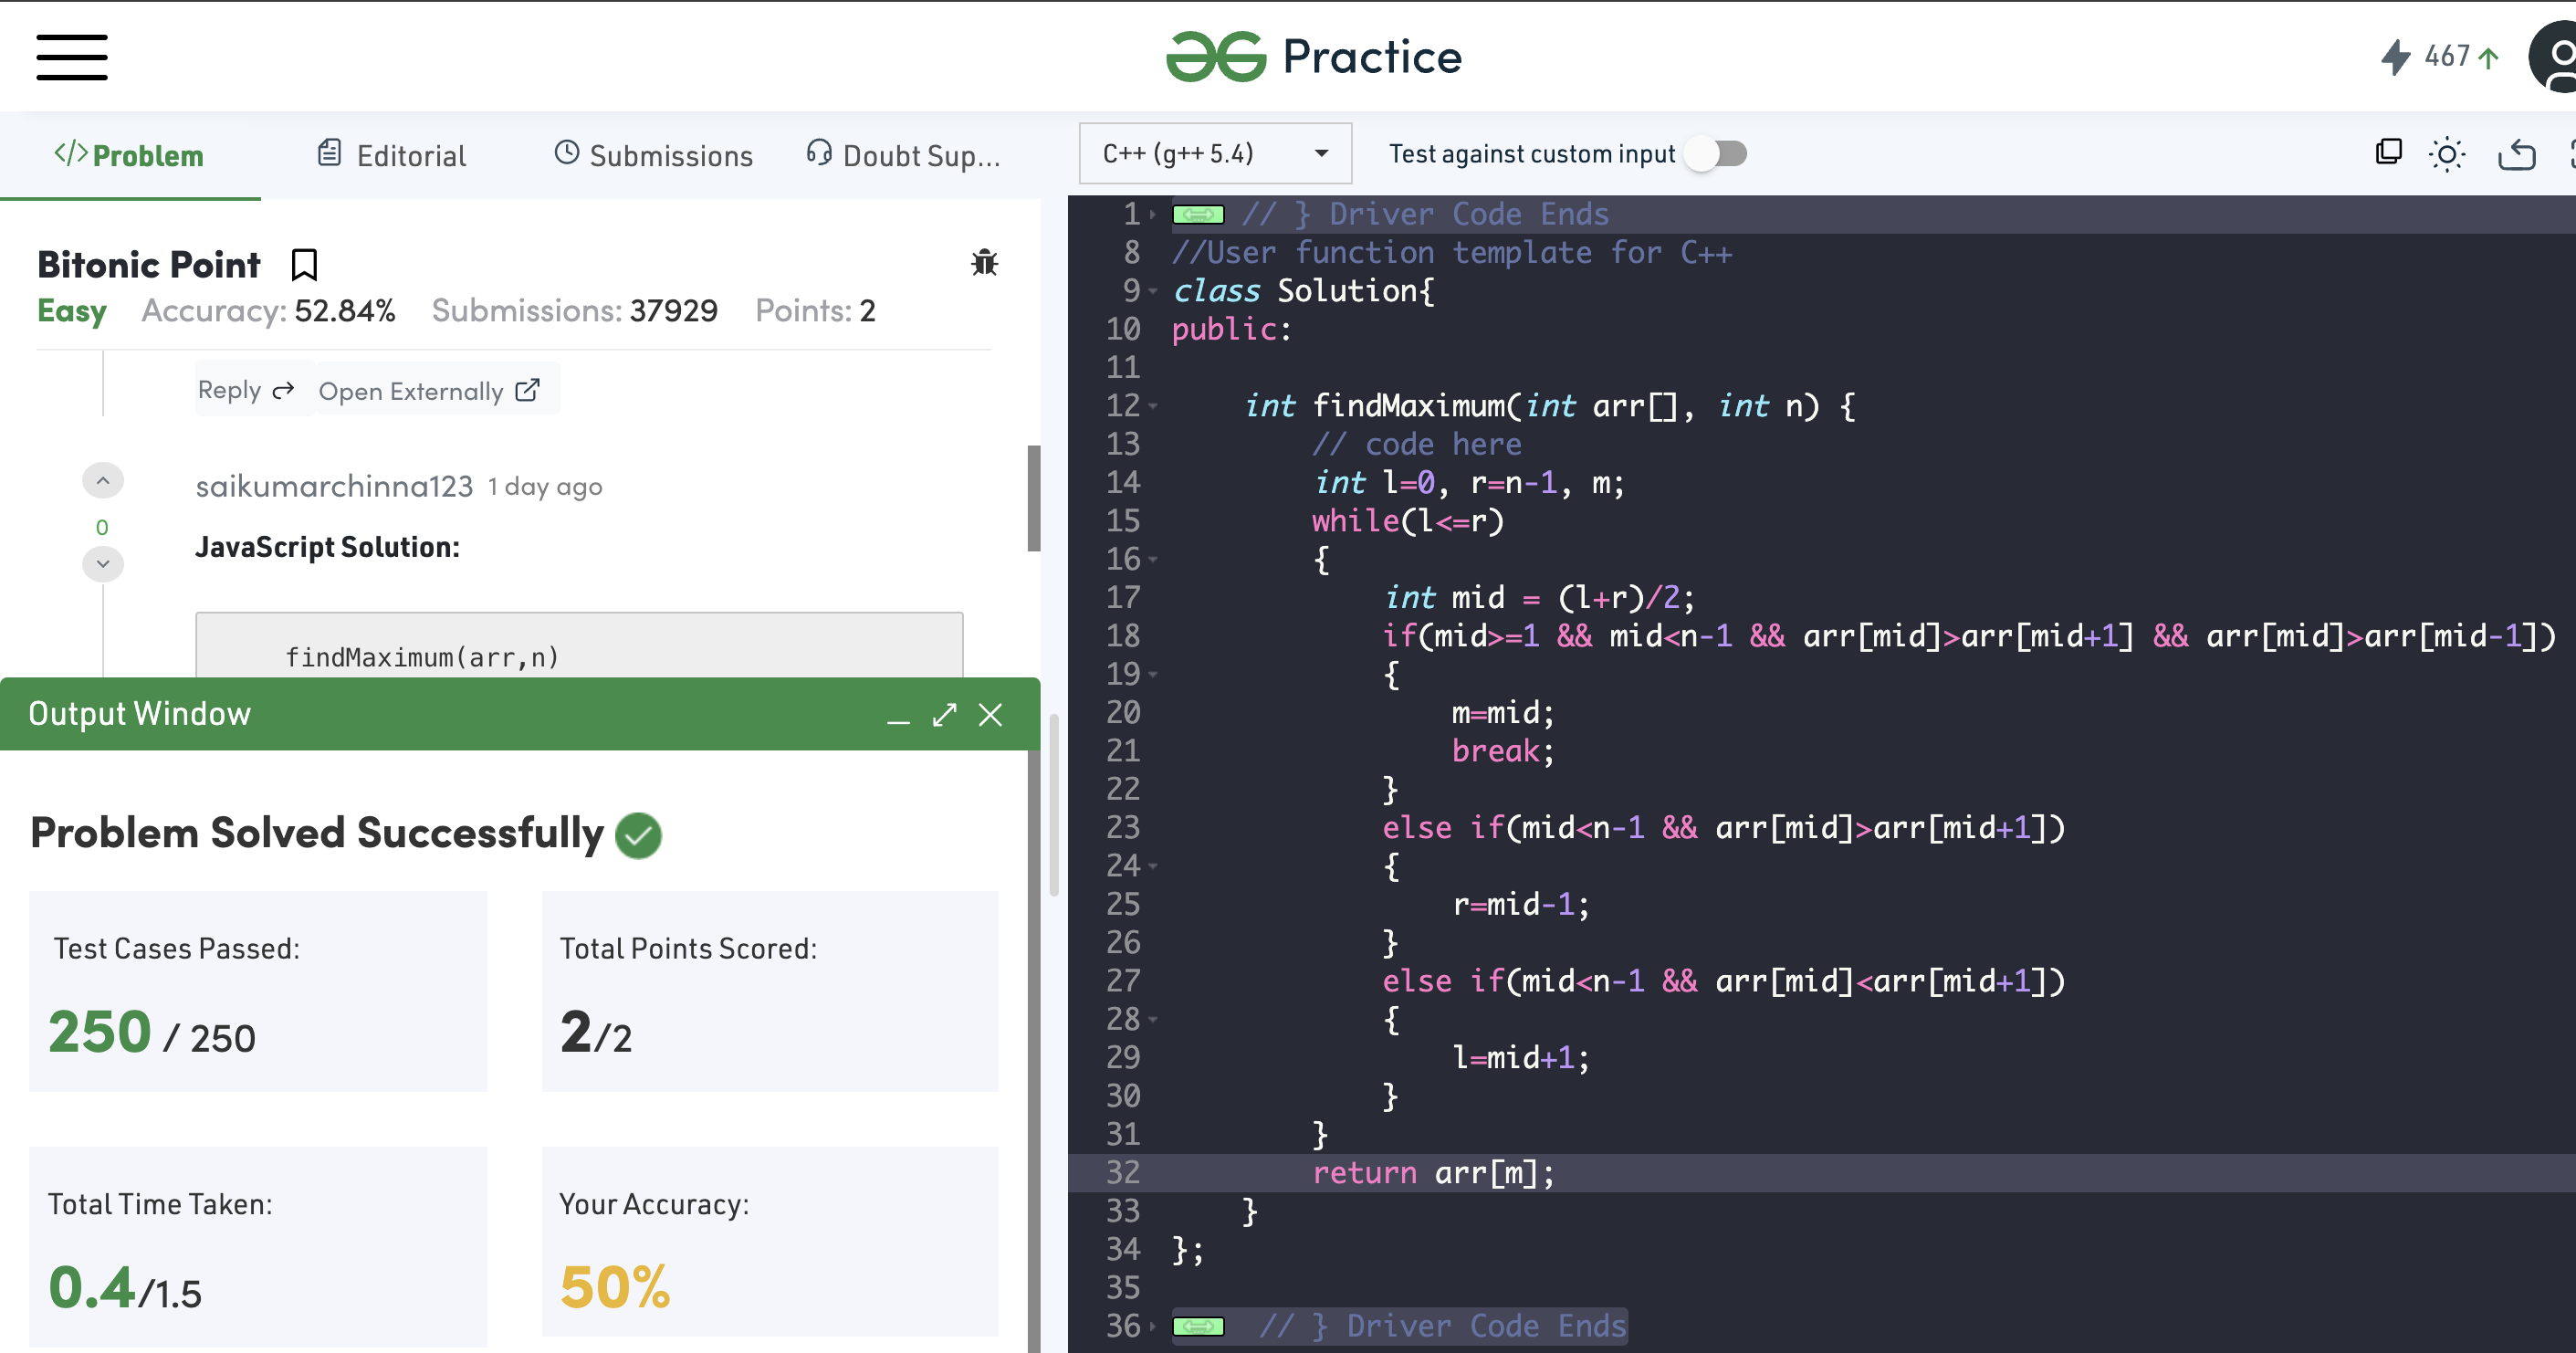 Practice
467
Problem
Editorial
Submissions
Doubt Sup...
Bitonic Point
Easy Accuracy: 52.84% Submissions: 37929 Points: 2
Reply Open Externally
saikumarchinna123 1 day ago
0
JavaScript Solution:
findMaximum(arr,n)
Output Window
Problem Solved Successfully
Test Cases Passed:
250 / 250
Total Points Scored:
2/2
Total Time Taken:
0.4/1.5
Your Accuracy:
50%
C++ (g++ 5.4)
Test against custom input
1 // } Driver Code Ends
8 //User function template for C++
9 class Solution{
10 public:
11
12 int findMaximum(int arr[], int n) {
13 // code here
14 int l=0, r=n-1, m;
15 while(l<=r)
16 {
17 int mid = (l+r)/2;
18 if(mid>=1 && mid<n-1 && arr[mid]>arr[mid+1] && arr[mid]>arr[mid-1])
19 {
20 m=mid;
21 break;
22 }
23 else if(mid<n-1 && arr[mid]>arr[mid+1])
24 {
25 r=mid-1;
26 }
27 else if(mid<n-1 && arr[mid]<arr[mid+1])
28 {
29 l=mid+1;
30 }
31 }
32 return arr[m];
33 }
34 };
35
36 // } Driver Code Ends